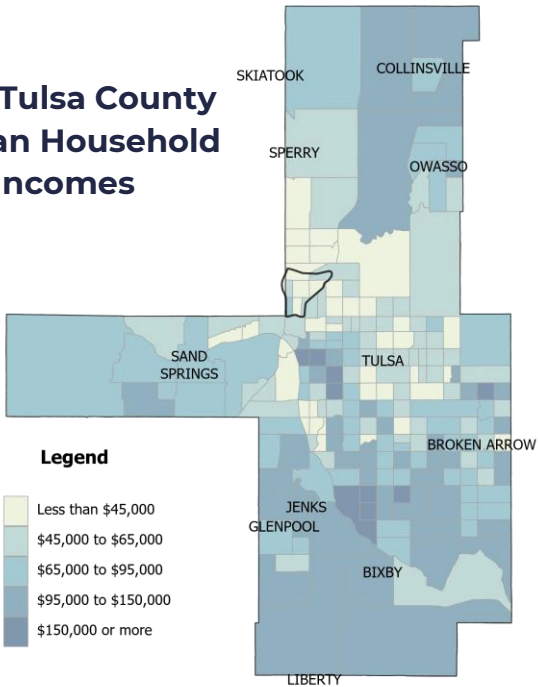 Tulsa County
an Household
ncomes
SKIATOOK
COLLINSVILLE
SPERRY
OWASSO
SAND
SPRINGS
TULSA
BROKEN ARROW
JENKS
GLENPOOL
BIXBY
LIBERTY
Legend
Less than $45,000
$45,000 to $65,000
$65,000 to $95,000
$95,000 to $150,000
$150,000 or more